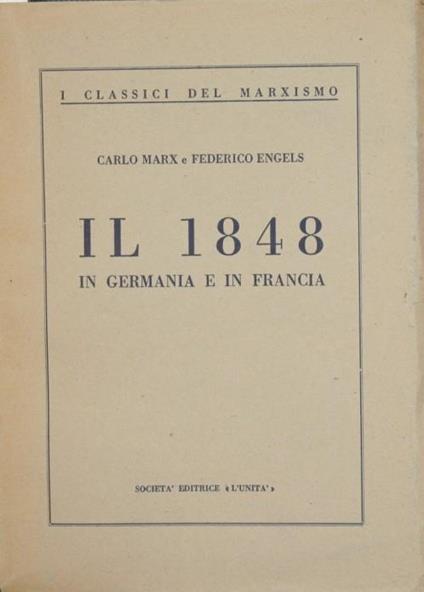 I CLASSICI DEL MARXISMO
CARLO MARX e FEDERICO ENGELS
IL 1848
IN GERMANIA E IN FRANCIA
SOCIETA' EDITRICE «L'UNITA'»